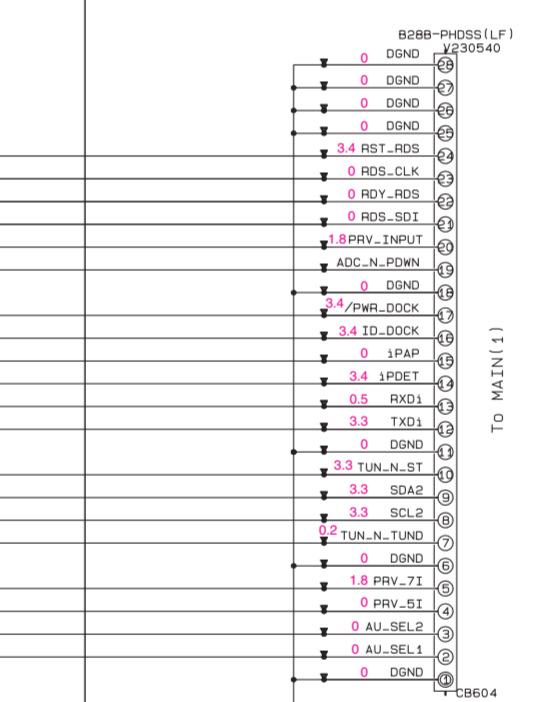 B28B-PHDSS(LF)
V230540
0 DGND 28
0 DGND 27
0 DGND 26
0 DGND 25
3.4 RST_RDS 24
0 RDS_CLK 23
0 RDY_RDS 22
0 RDS_SDI 21
1.8 PRV_INPUT 20
ADC_N_PDWN 19
0 DGND 18
3.4 /PWR_DOCK 17
3.4 ID_DOCK 16
0 iPAP 15
3.4 iPDET 14
0.5 RXDi 13
3.3 TXDi 12
0 DGND 11
3.3 TUN_N_ST 10
3.3 SDA2 9
3.3 SCL2 8
0.2 TUN_N_TUND 7
0 DGND 6
1.8 PRV_7I 5
0 PRV_5I 4
0 AU_SEL2 3
0 AU_SEL1 2
0 DGND 1
CB604
To MAIN(1)